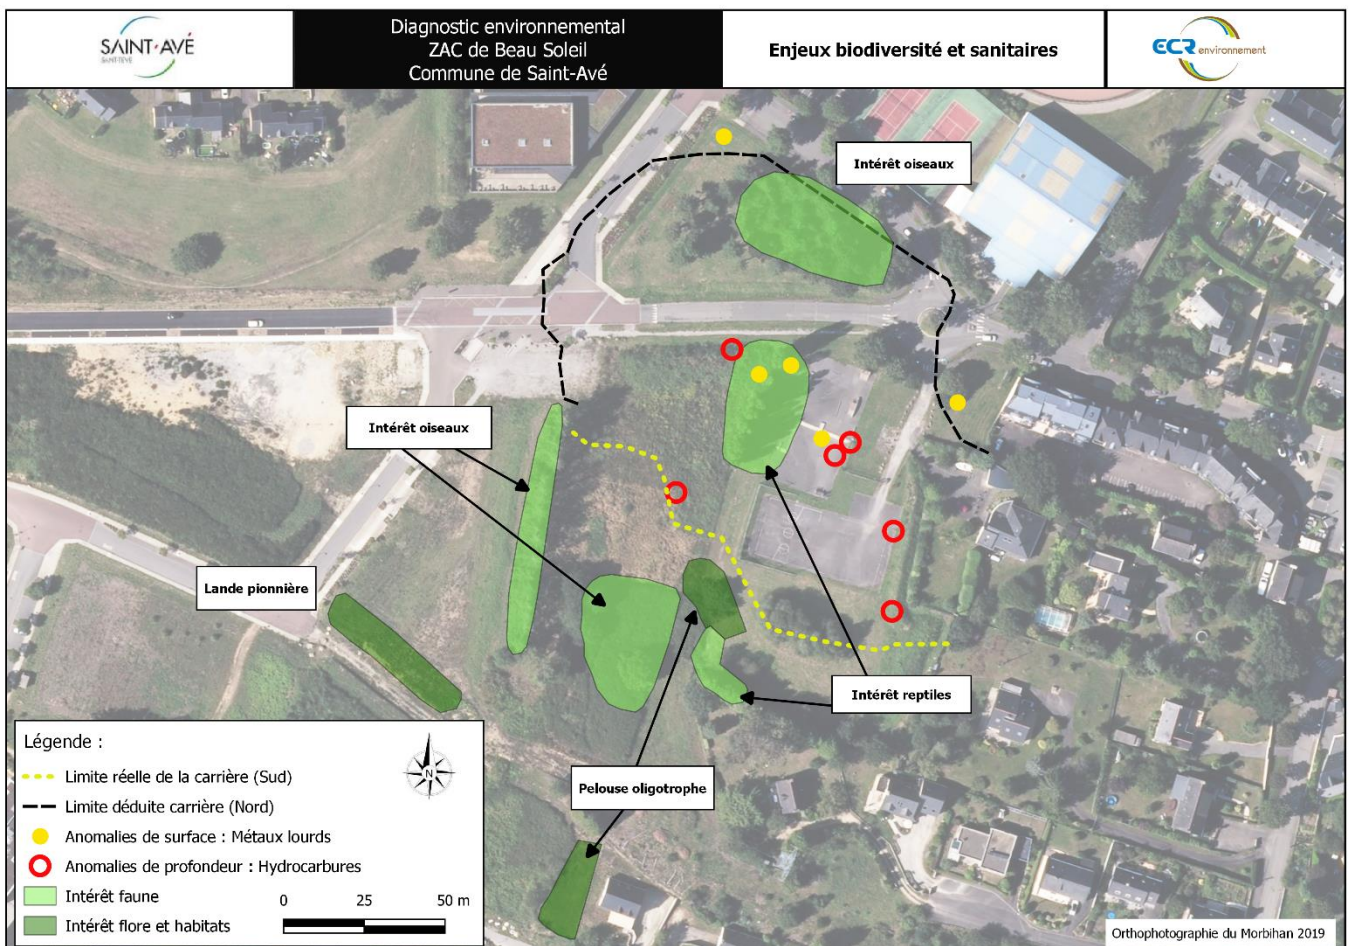 SAINT·AVÉ
SANT-TEVE
Diagnostic environnemental
ZAC de Beau Soleil
Commune de Saint-Avé
Enjeux biodiversité et sanitaires
ECR environnement
Intérêt oiseaux
Intérêt oiseaux
Lande pionnière
Intérêt reptiles
Pelouse oligotrophe
Légende :
N
Limite réelle de la carrière (Sud)
Limite déduite carrière (Nord)
Anomalies de surface : Métaux lourds
Anomalies de profondeur : Hydrocarbures
Intérêt faune
Intérêt flore et habitats
0 25 50 m
Orthophotographie du Morbihan 2019